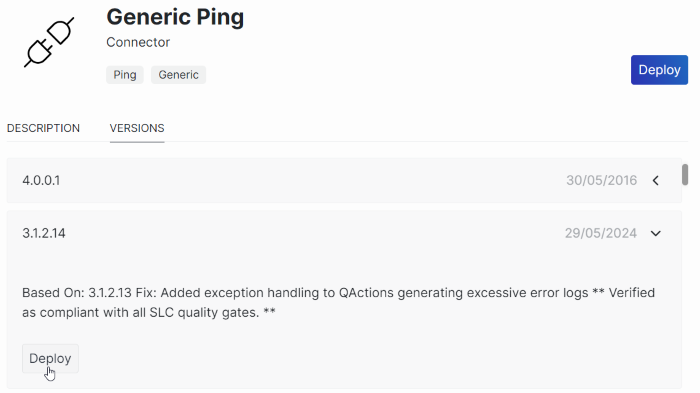 Generic Ping
Connector
Ping Generic
Deploy
DESCRIPTION VERSIONS
4.0.0.1 30/05/2016
3.1.2.14 29/05/2024
Based On: 3.1.2.13 Fix: Added exception handling to QActions generating excessive error logs ** Verified
as compliant with all SLC quality gates. **
Deploy